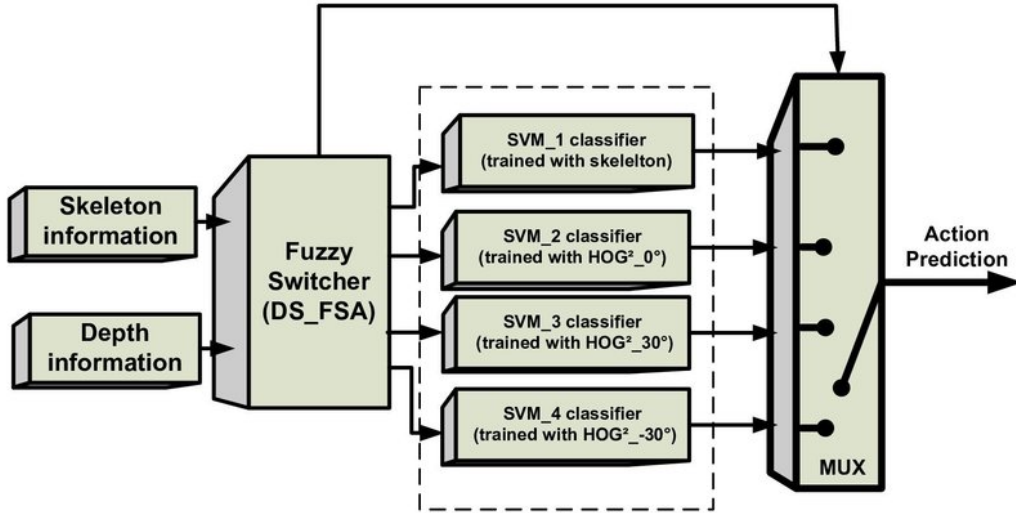 Skeleton
information
Depth
information
Fuzzy
Switcher
(DS_FSA)
SVM_1 classifier
(trained with skelelton)
SVM_2 classifier
(trained with HOG²_0°)
SVM_3 classifier
(trained with HOG²_30°)
SVM_4 classifier
(trained with HOG²_-30°)
MUX
Action
Prediction